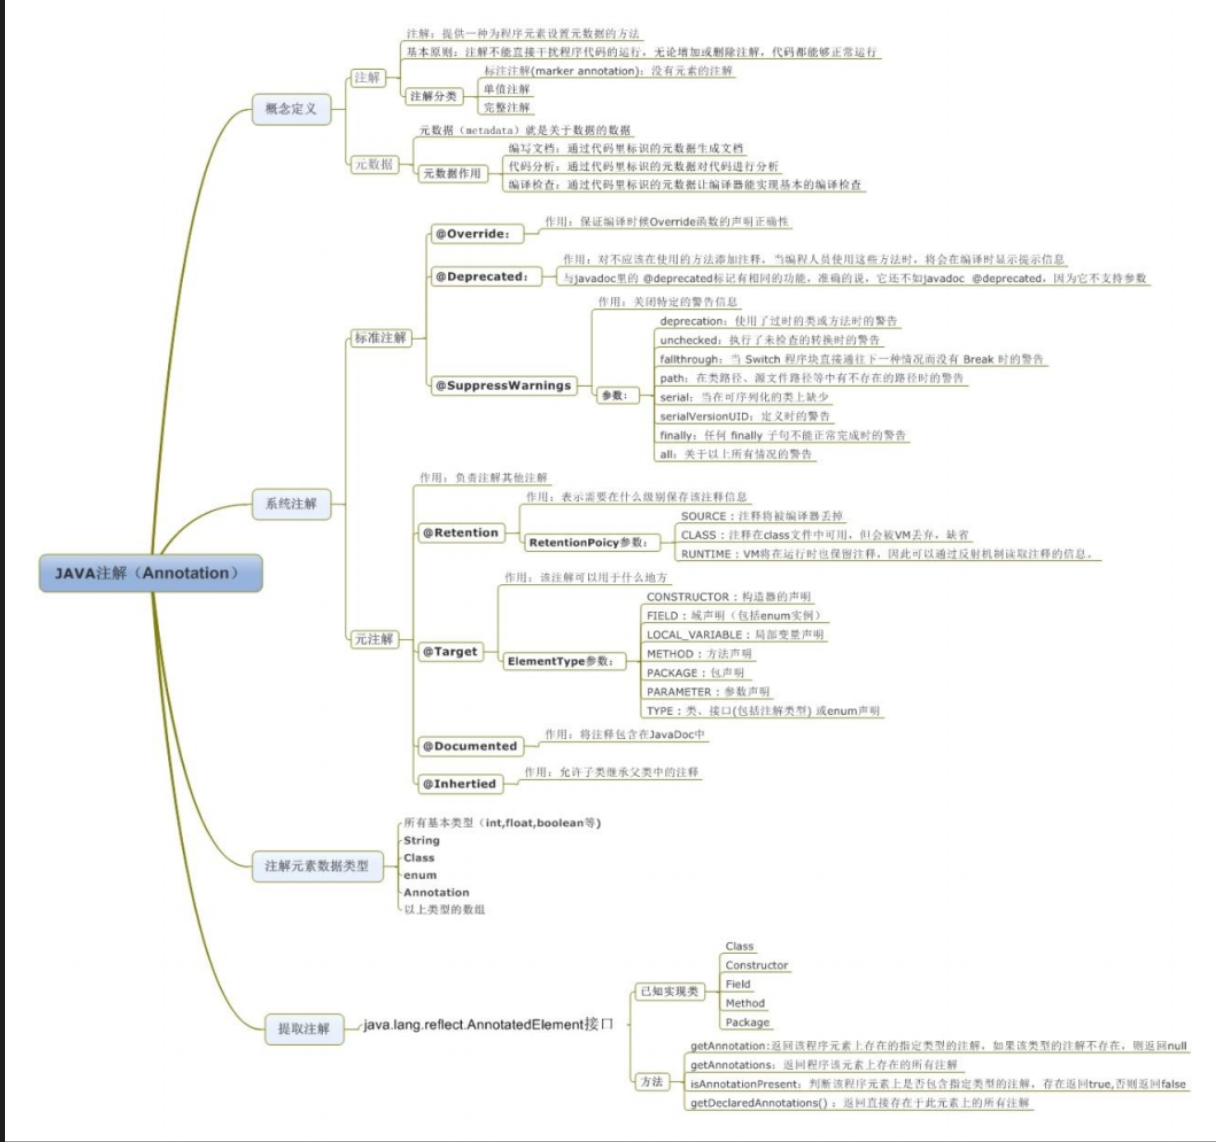 注解：提供一种为程序元素设置元数据的方法
基本原则：注解不能直接干扰程序代码的运行，无论增加或删除注解，代码都能够正常运行
注解
标注注解(marker annotation)：没有元素的注解
注解分类
单值注解
完整注解
概念定义
元数据（metadata）就是关于数据的数据
元数据
编写文档：通过代码里标识的元数据生成文档
元数据作用
代码分析：通过代码里标识的元数据对代码进行分析
编译检查：通过代码里标识的元数据让编译器能实现基本的编译检查
@Override：
作用：保证编译时候Override函数的声明正确性
@Deprecated：
作用：对不应该在使用的方法添加注释，当编程人员使用这些方法时，将会在编译时显示提示信息
与javadoc里的 @deprecated标记有相同的功能，准确的说，它还不如javadoc @deprecated，因为它不支持参数
标准注解
作用：关闭特定的警告信息
@SuppressWarnings
参数：
deprecation：使用了过时的类或方法时的警告
unchecked：执行了未检查的转换时的警告
fallthrough：当 Switch 程序块直接通往下一种情况而没有 Break 时的警告
path：在类路径、源文件路径等中有不存在的路径时的警告
serial：当在可序列化的类上缺少
serialVersionUID：定义时的警告
finally：任何 finally 子句不能正常完成时的警告
all：关于以上所有情况的警告
系统注解
作用：负责注解其他注解
@Retention
作用：表示需要在什么级别保存该注释信息
RetentionPoicy参数：
SOURCE：注释将被编译器丢掉
CLASS：注释在class文件中可用，但会被VM丢弃，缺省
RUNTIME：VM将在运行时也保留注释，因此可以通过反射机制读取注释的信息。
JAVA注解（Annotation）
元注解
作用：该注解可以用于什么地方
@Target
ElementType参数：
CONSTRUCTOR：构造器的声明
FIELD：域声明（包括enum实例）
LOCAL_VARIABLE：局部变量声明
METHOD：方法声明
PACKAGE：包声明
PARAMETER：参数声明
TYPE：类、接口(包括注解类型) 或enum声明
@Documented
作用：将注释包含在JavaDoc中
@Inhertied
作用：允许子类继承父类中的注释
注解元素数据类型
所有基本类型（int,float,boolean等)
String
Class
enum
Annotation
以上类型的数组
提取注解
java.lang.reflect.AnnotatedElement接口
已知实现类
Class
Constructor
Field
Method
Package
方法
getAnnotation:返回该程序元素上存在的指定类型的注解，如果该类型的注解不存在，则返回null
getAnnotations：返回程序该元素上存在的所有注解
isAnnotationPresent：判断该程序元素上是否包含指定类型的注解，存在返回true,否则返回false
getDeclaredAnnotations()：返回直接存在于此元素上的所有注解